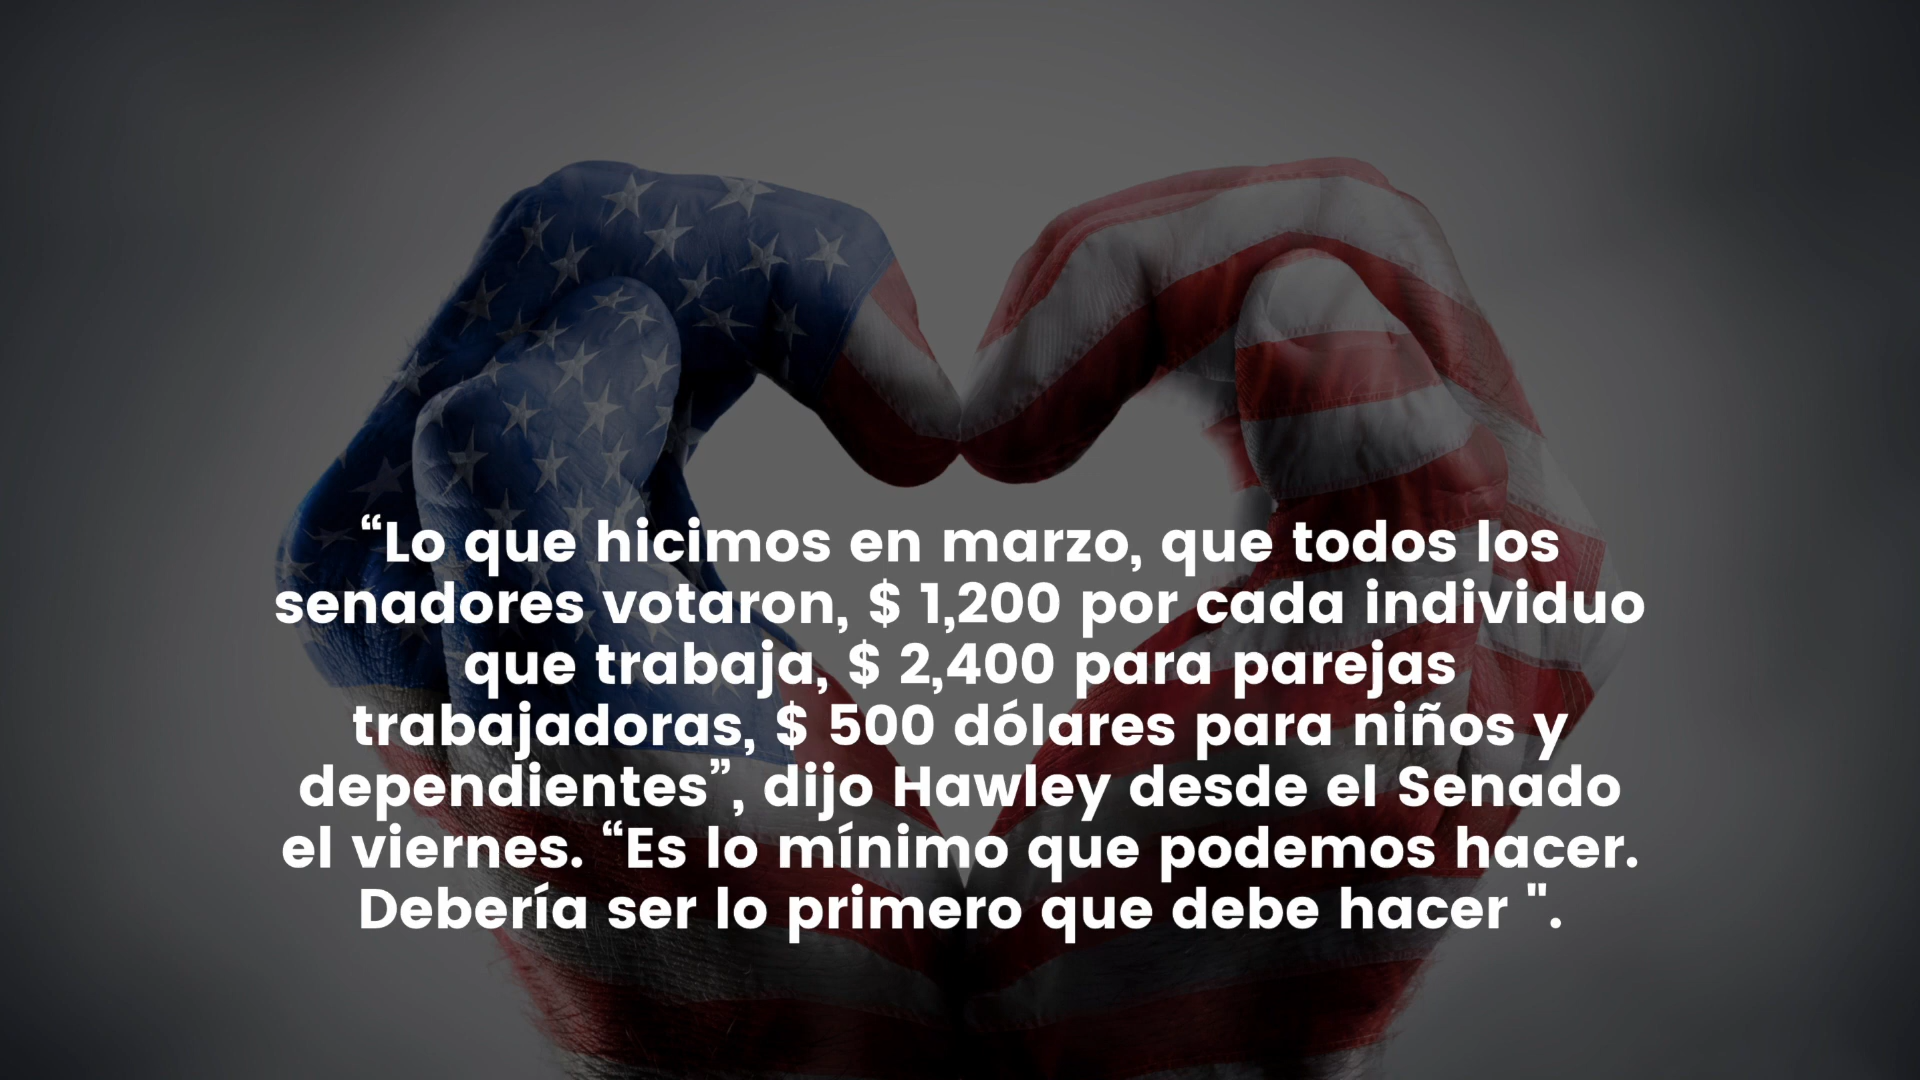 “Lo que hicimos en marzo, que todos los
senadores votaron, $ 1,200 por cada individuo
que trabaja, $ 2,400 para parejas
trabajadoras, $ 500 dólares para niños y
dependientes”, dijo Hawley desde el Senado
el viernes. “Es lo mínimo que podemos hacer.
Debería ser lo primero que debe hacer ".